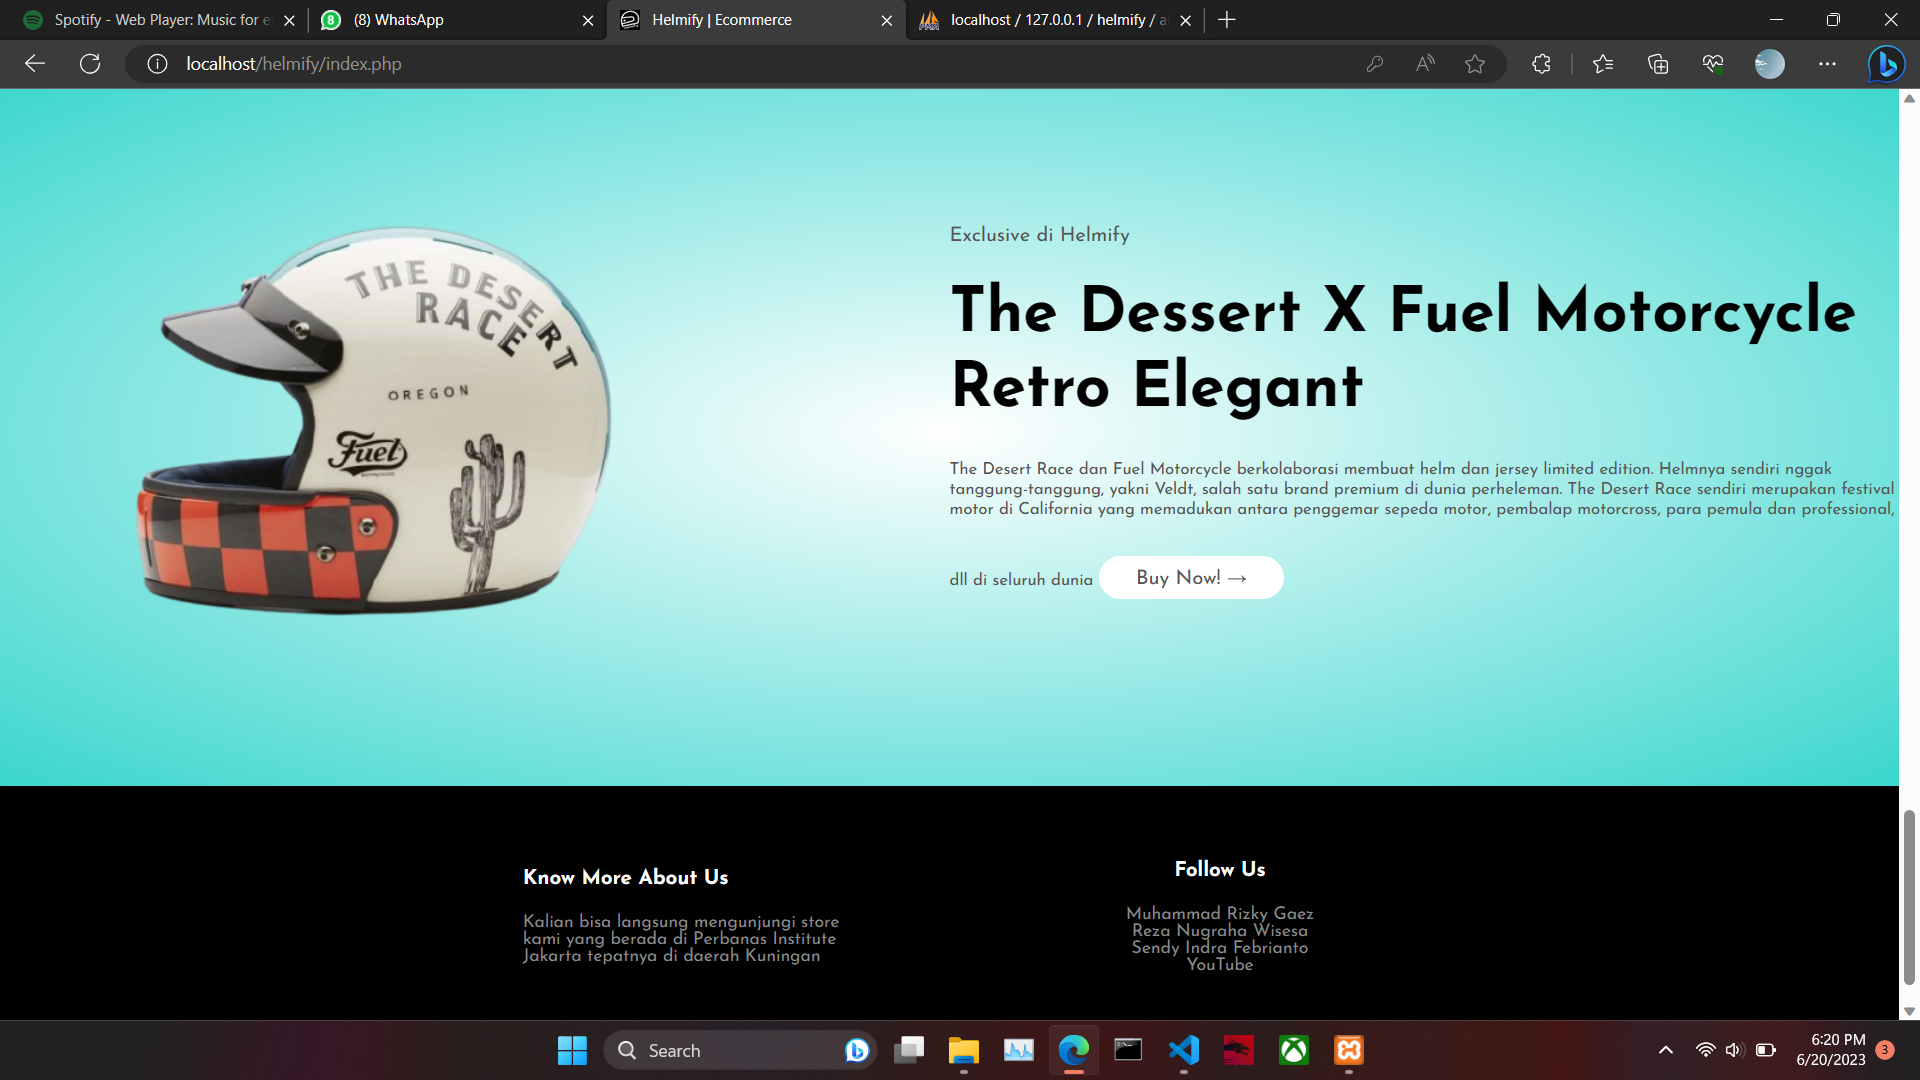 Spotify - Web Player: Music for e
(8) WhatsApp
Helmify | Ecommerce
localhost / 127.0.0.1 / helmify / a
localhost/helmify/index.php
THE DESERT
RACE
OREGON
Fuel
Exclusive di Helmify
The Dessert X Fuel Motorcycle
Retro Elegant
The Desert Race dan Fuel Motorcycle berkolaborasi membuat helm dan jersey limited edition. Helmnya sendiri nggak
tanggung-tanggung, yakni Veldt, salah satu brand premium di dunia perheleman. The Desert Race sendiri merupakan festival
motor di California yang memadukan antara penggemar sepeda motor, pembalap motorcross, para pemula dan professional,
dll di seluruh dunia Buy Now! →
Know More About Us
Kalian bisa langsung mengunjungi store
kami yang berada di Perbanas Institute
Jakarta tepatnya di daerah Kuningan
Follow Us
Muhammad Rizky Gaez
Reza Nugraha Wisesa
Sendy Indra Febrianto
YouTube
Search
6:20 PM
6/20/2023
3